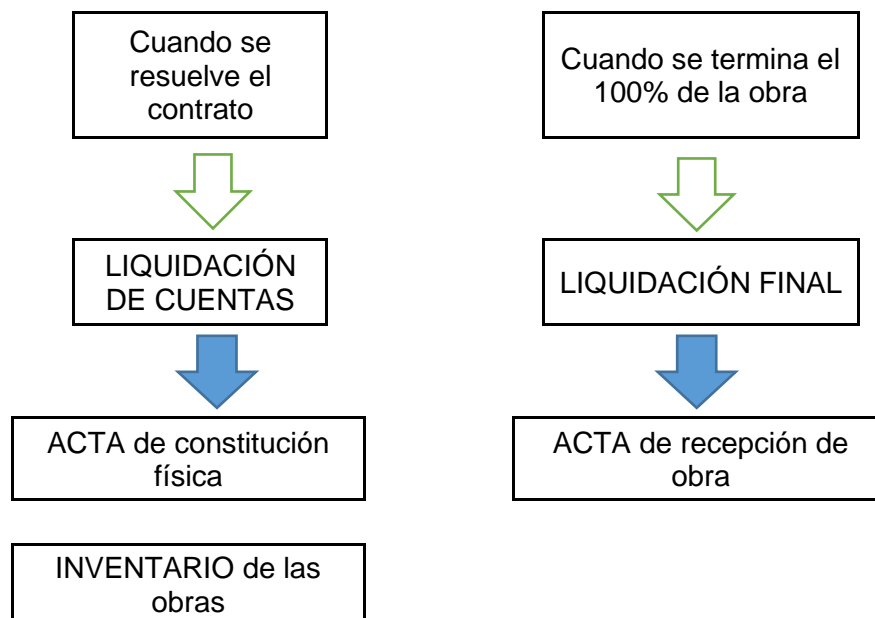 Cuando se
resuelve el
contrato
Cuando se termina el
100% de la obra
LIQUIDACIÓN
DE CUENTAS
LIQUIDACIÓN FINAL
ACTA de constitución
física
ACTA de recepción de
obra
INVENTARIO de las
obras